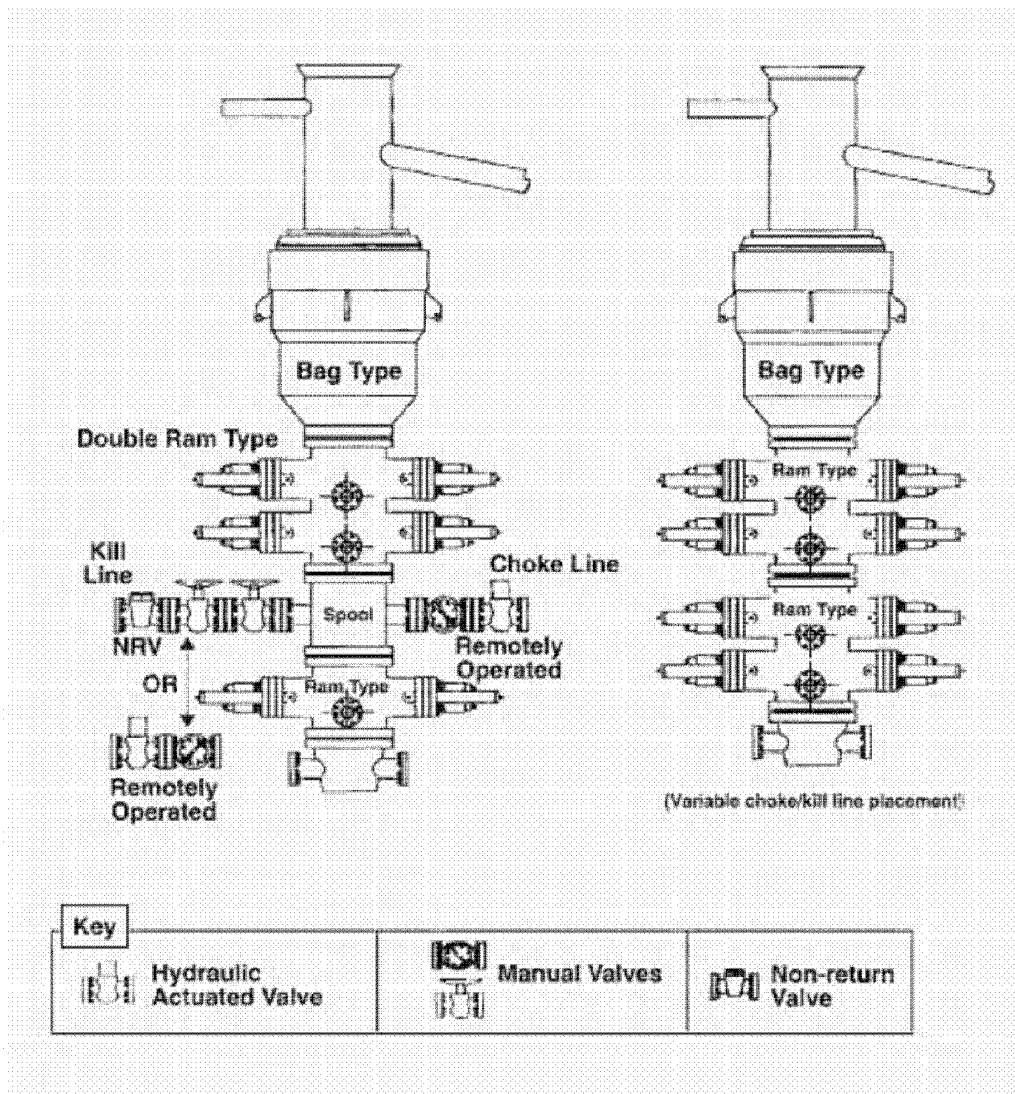 Bag Type
Bag Type
Double Ram Type
Ram Type
Kill
Line
Choke Line
Spool
Ram Type
NRV
Remotely
Operated
OR
Ram Type
Remotely
Operated
(Variable choke/kill line placement)
Key
Hydraulic
Actuated Valve
Manual Valves
Non-return
Valve